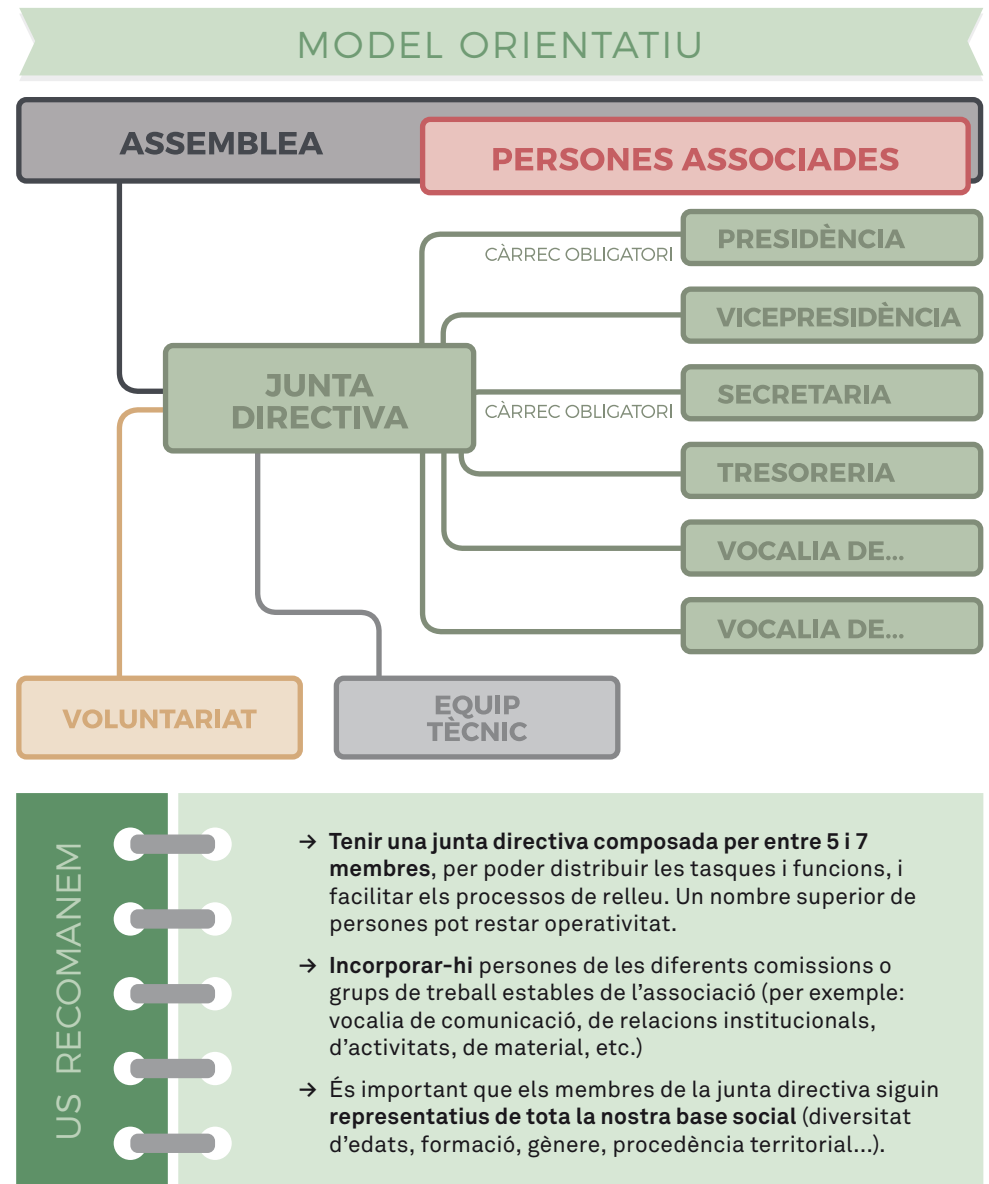 MODEL ORIENTATIU
ASSEMBLEA
PERSONES ASSOCIADES
PRESIDÈNCIA
CÀRREC OBLIGATORI
VICEPRESIDÈNCIA
JUNTA
DIRECTIVA
SECRETARIA
CÀRREC OBLIGATORI
TRESORERIA
VOCALIA DE...
VOCALIA DE...
VOLUNTARIAT
EQUIP
TÈCNIC
US RECOMANEM
→ Tenir una junta directiva composada per entre 5 i 7
membres, per poder distribuir les tasques i funcions, i
facilitar els processos de relleu. Un nombre superior de
persones pot restar operativitat.
→ Incorporar-hi persones de les diferents comissions o
grups de treball estables de l’associació (per exemple:
vocalia de comunicació, de relacions institucionals,
d’activitats, de material, etc.)
→ És important que els membres de la junta directiva siguin
representatius de tota la nostra base social (diversitat
d’edats, formació, gènere, procedència territorial...).